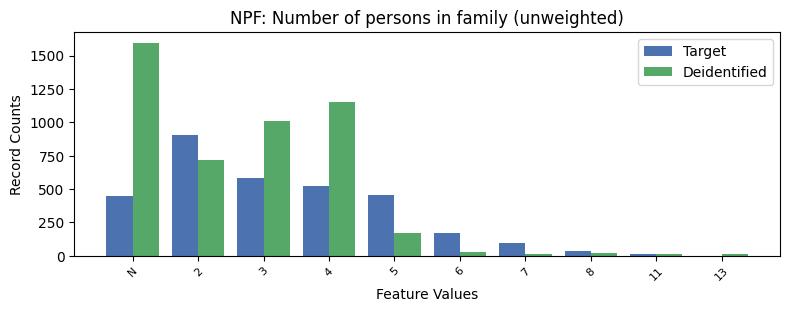 NPF: Number of persons in family (unweighted)
Target
Deidentified
Record Counts
1500
1250
1000
750
500
250
0
N 2 3 4 5 6 7 8 11 13
Feature Values